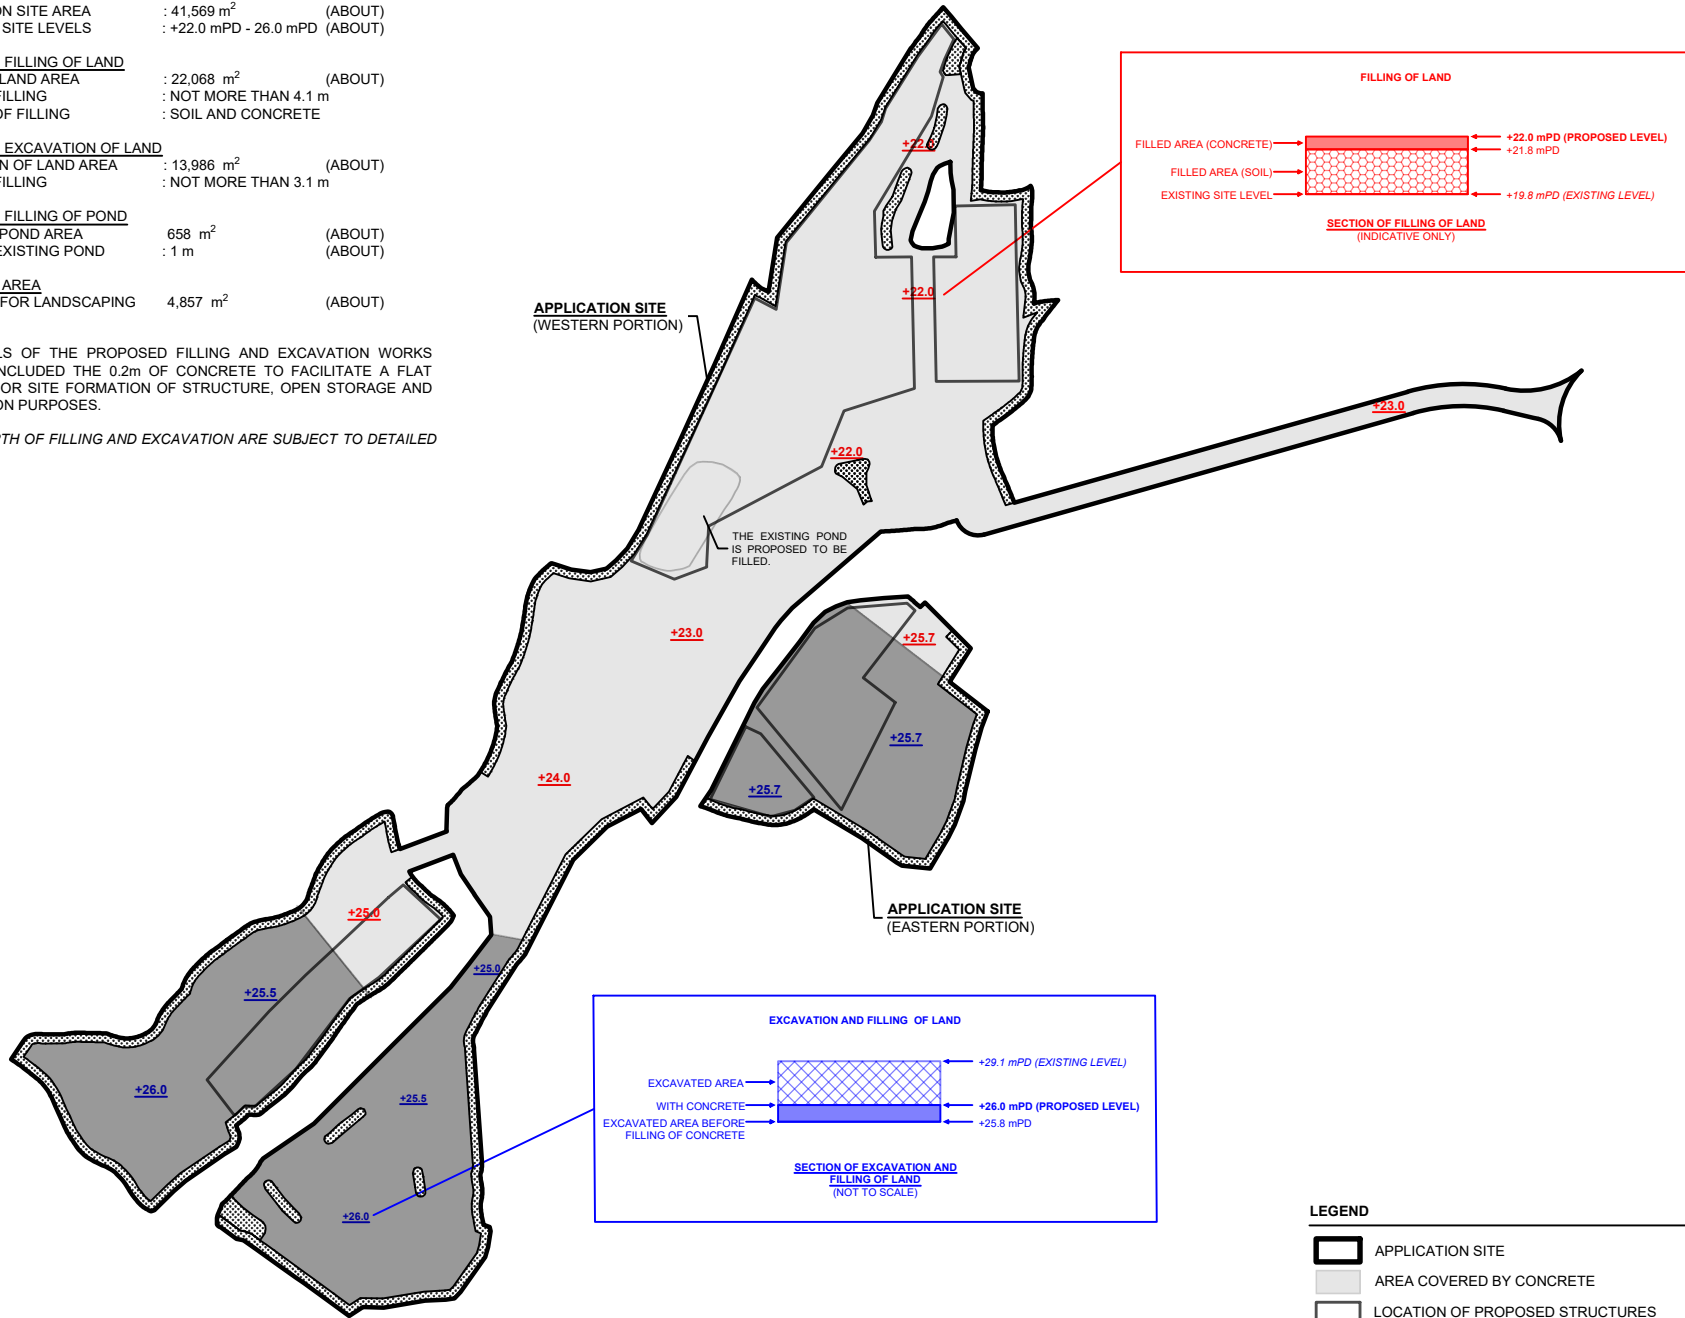 ON SITE AREA : 41,569 m² (ABOUT)
SITE LEVELS : +22.0 mPD - 26.0 mPD (ABOUT)
FILLING OF LAND
LAND AREA : 22,068 m² (ABOUT)
FILLING : NOT MORE THAN 4.1 m
OF FILLING : SOIL AND CONCRETE
EXCAVATION OF LAND
N OF LAND AREA : 13,986 m² (ABOUT)
FILLING : NOT MORE THAN 3.1 m
FILLING OF POND
POND AREA 658 m² (ABOUT)
EXISTING POND : 1 m (ABOUT)
AREA
FOR LANDSCAPING 4,857 m² (ABOUT)
LS OF THE PROPOSED FILLING AND EXCAVATION WORKS
NCLUDED THE 0.2m OF CONCRETE TO FACILITATE A FLAT
OR SITE FORMATION OF STRUCTURE, OPEN STORAGE AND
ON PURPOSES.
PTH OF FILLING AND EXCAVATION ARE SUBJECT TO DETAILED
FILLING OF LAND
FILLED AREA (CONCRETE)
FILLED AREA (SOIL)
EXISTING SITE LEVEL
+22.0 mPD (PROPOSED LEVEL)
+21.8 mPD
+19.8 mPD (EXISTING LEVEL)
SECTION OF FILLING OF LAND
(INDICATIVE ONLY)
+22.0
+22.0
APPLICATION SITE
(WESTERN PORTION)
+23.0
+22.0
THE EXISTING POND
IS PROPOSED TO BE
FILLED.
+23.0
+25.7
+25.7
+24.0
+25.7
APPLICATION SITE
(EASTERN PORTION)
+25.0
+25.0
+25.5
+26.0
+25.5
+26.0
EXCAVATION AND FILLING OF LAND
EXCAVATED AREA
WITH CONCRETE
EXCAVATED AREA BEFORE
FILLING OF CONCRETE
+29.1 mPD (EXISTING LEVEL)
+26.0 mPD (PROPOSED LEVEL)
+25.8 mPD
SECTION OF EXCAVATION AND
FILLING OF LAND
(NOT TO SCALE)
LEGEND
APPLICATION SITE
AREA COVERED BY CONCRETE
LOCATION OF PROPOSED STRUCTURES